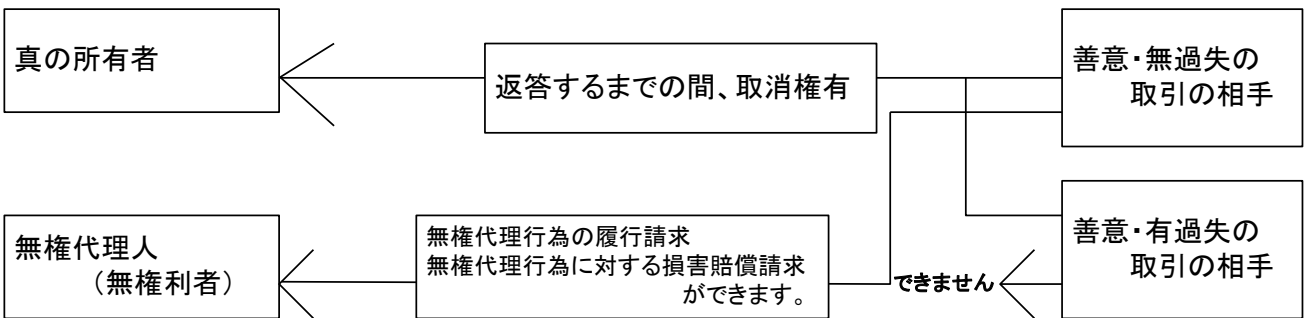 真の所有者
返答するまでの間、取消権有
善意・無過失の
取引の相手
無権代理人
（無権利者）
無権代理行為の履行請求
無権代理行為に対する損害賠償請求
ができます。
できません
善意・有過失の
取引の相手